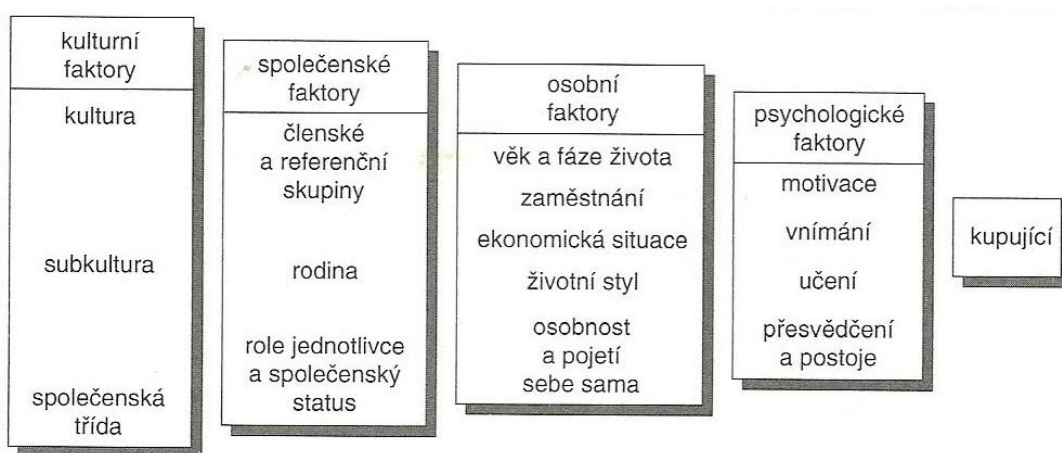 kulturní
faktory
kultura
subkultura
společenská
třída
společenské
faktory
členské
a referenční
skupiny
rodina
role jednotlivce
a společenský
status
osobní
faktory
věk a fáze života
zaměstnání
ekonomická situace
životní styl
osobnost
a pojetí
sebe sama
psychologické
faktory
motivace
vnímání
učení
přesvědčení
a postoje
kupující